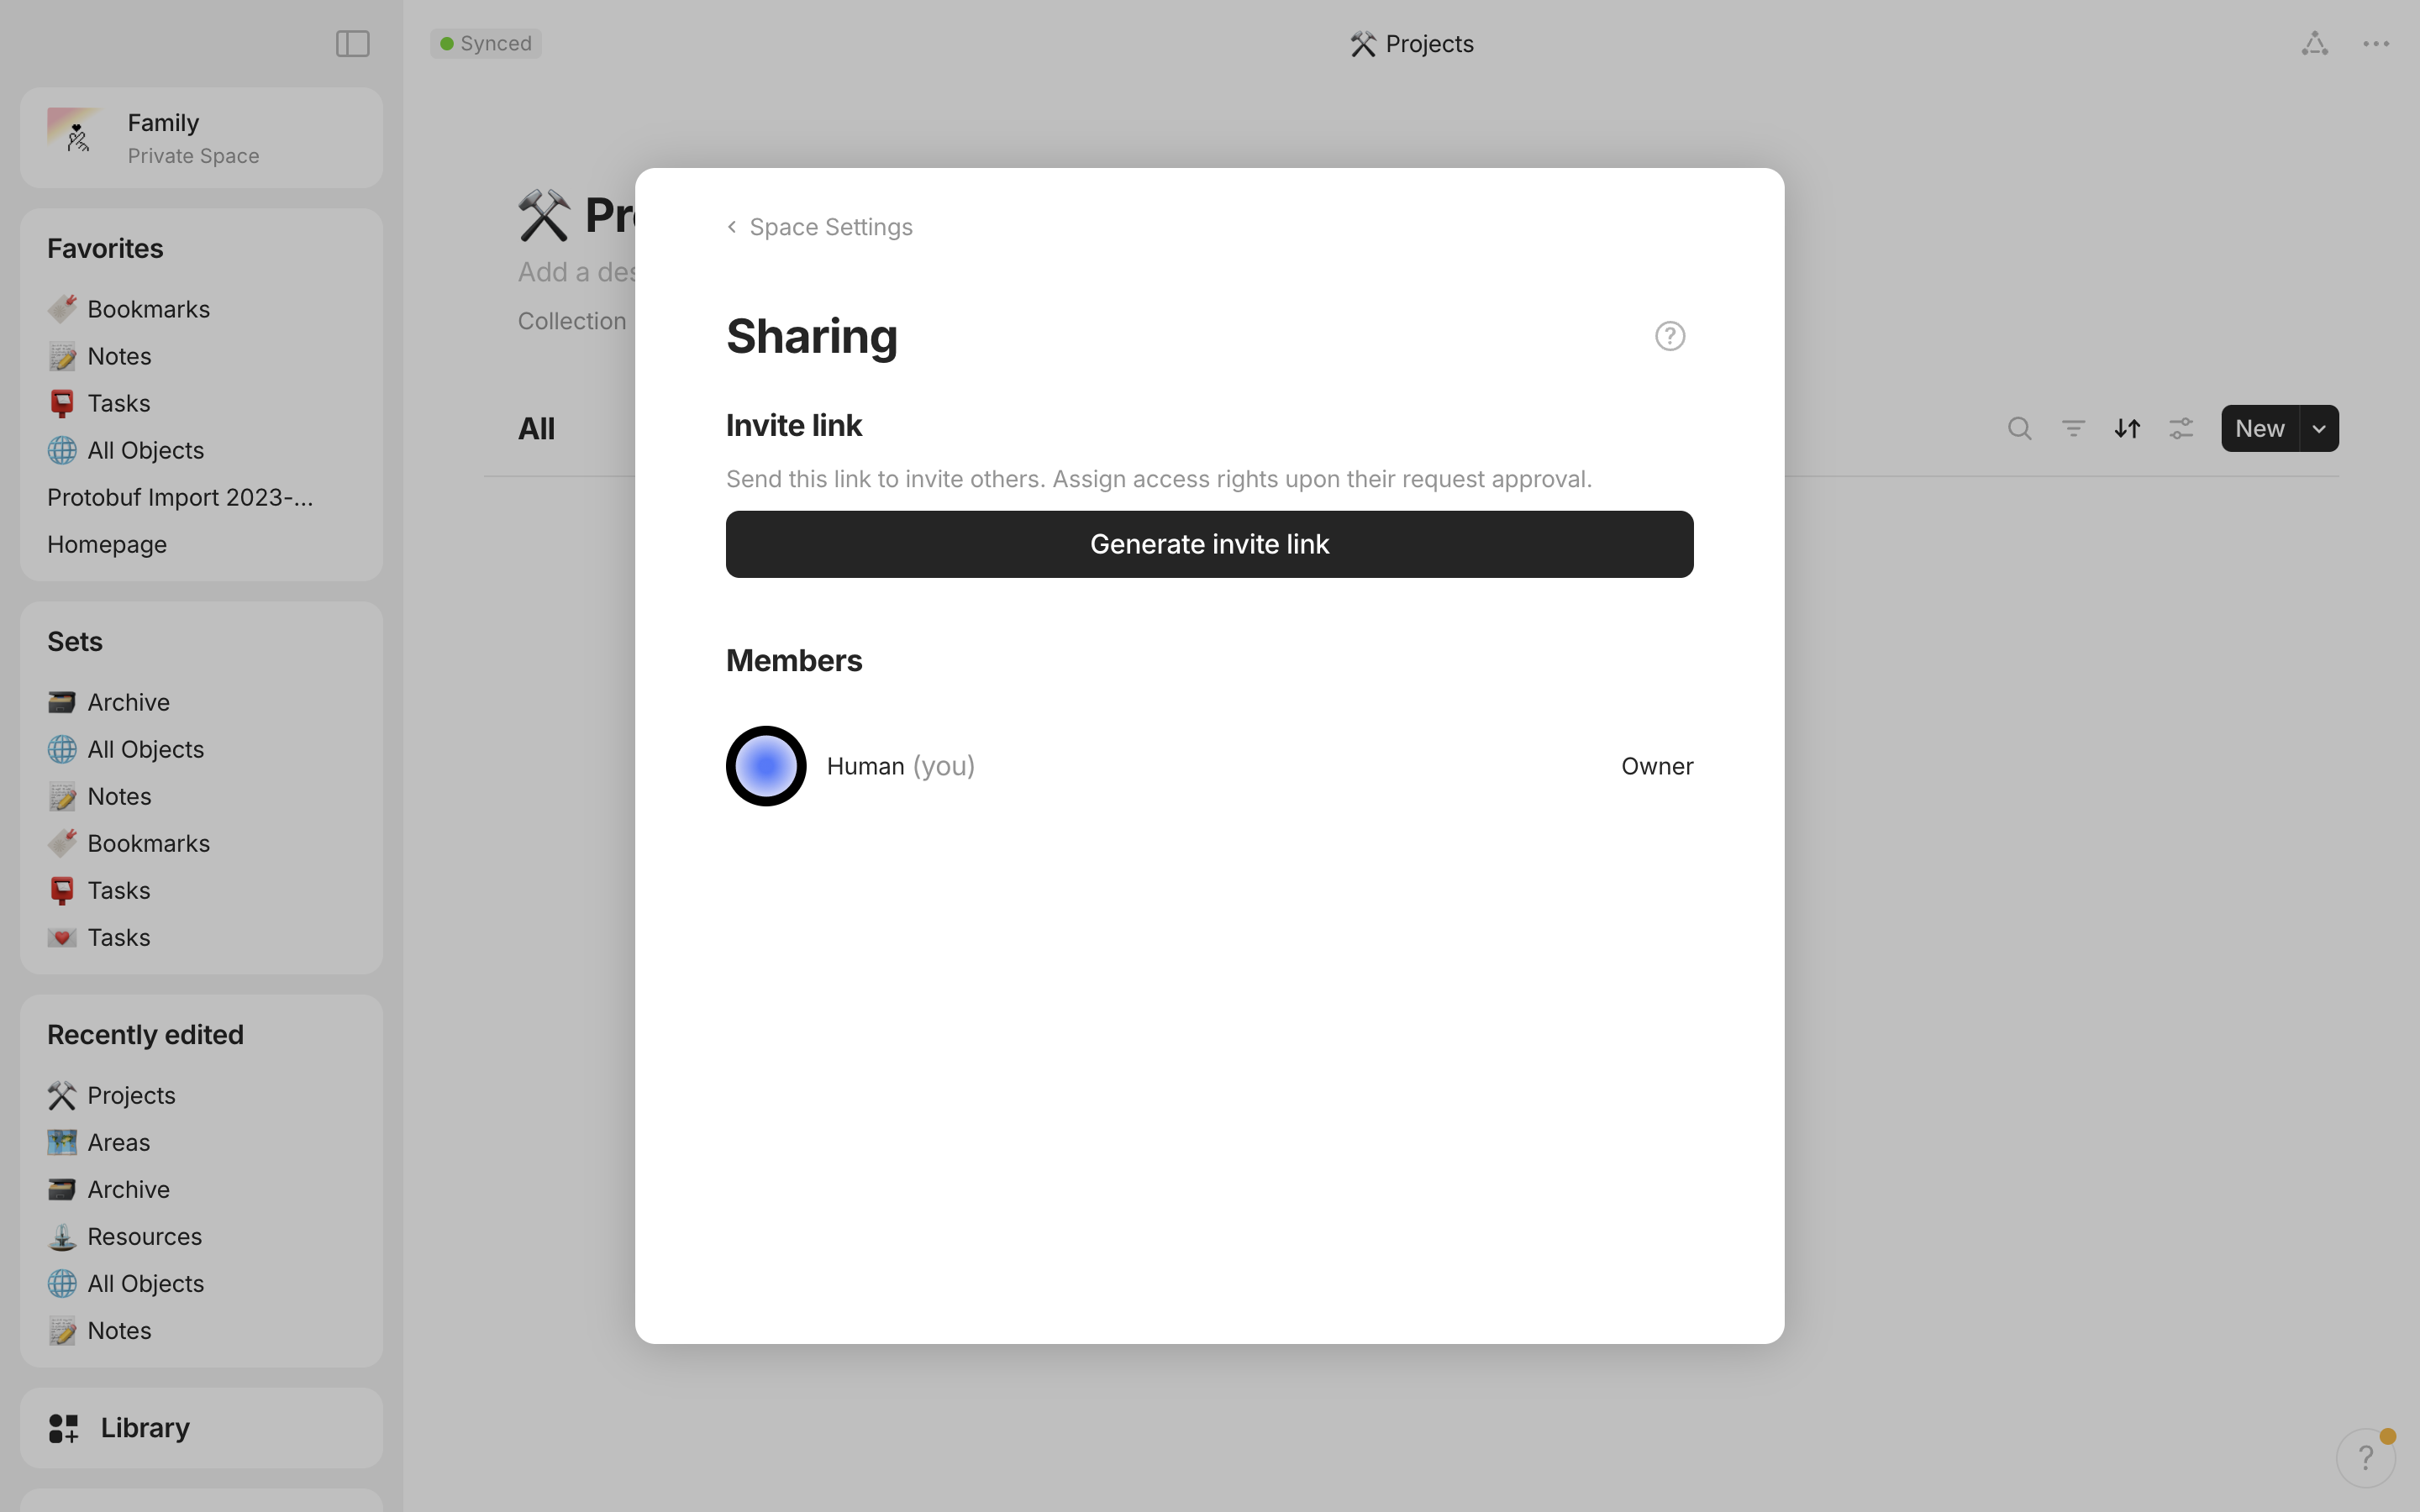 Synced
Projects
Family
Private Space
Favorites
Bookmarks
Notes
Tasks
All Objects
Protobuf Import 2023-...
Homepage
Sets
Archive
All Objects
Notes
Bookmarks
Tasks
Tasks
Recently edited
Projects
Areas
Archive
Resources
All Objects
Notes
Library
Pro
Add a des
Collection
All
New
Space Settings
Sharing
?
Invite link
Send this link to invite others. Assign access rights upon their request approval.
Generate invite link
Members
Human (you)
Owner
?